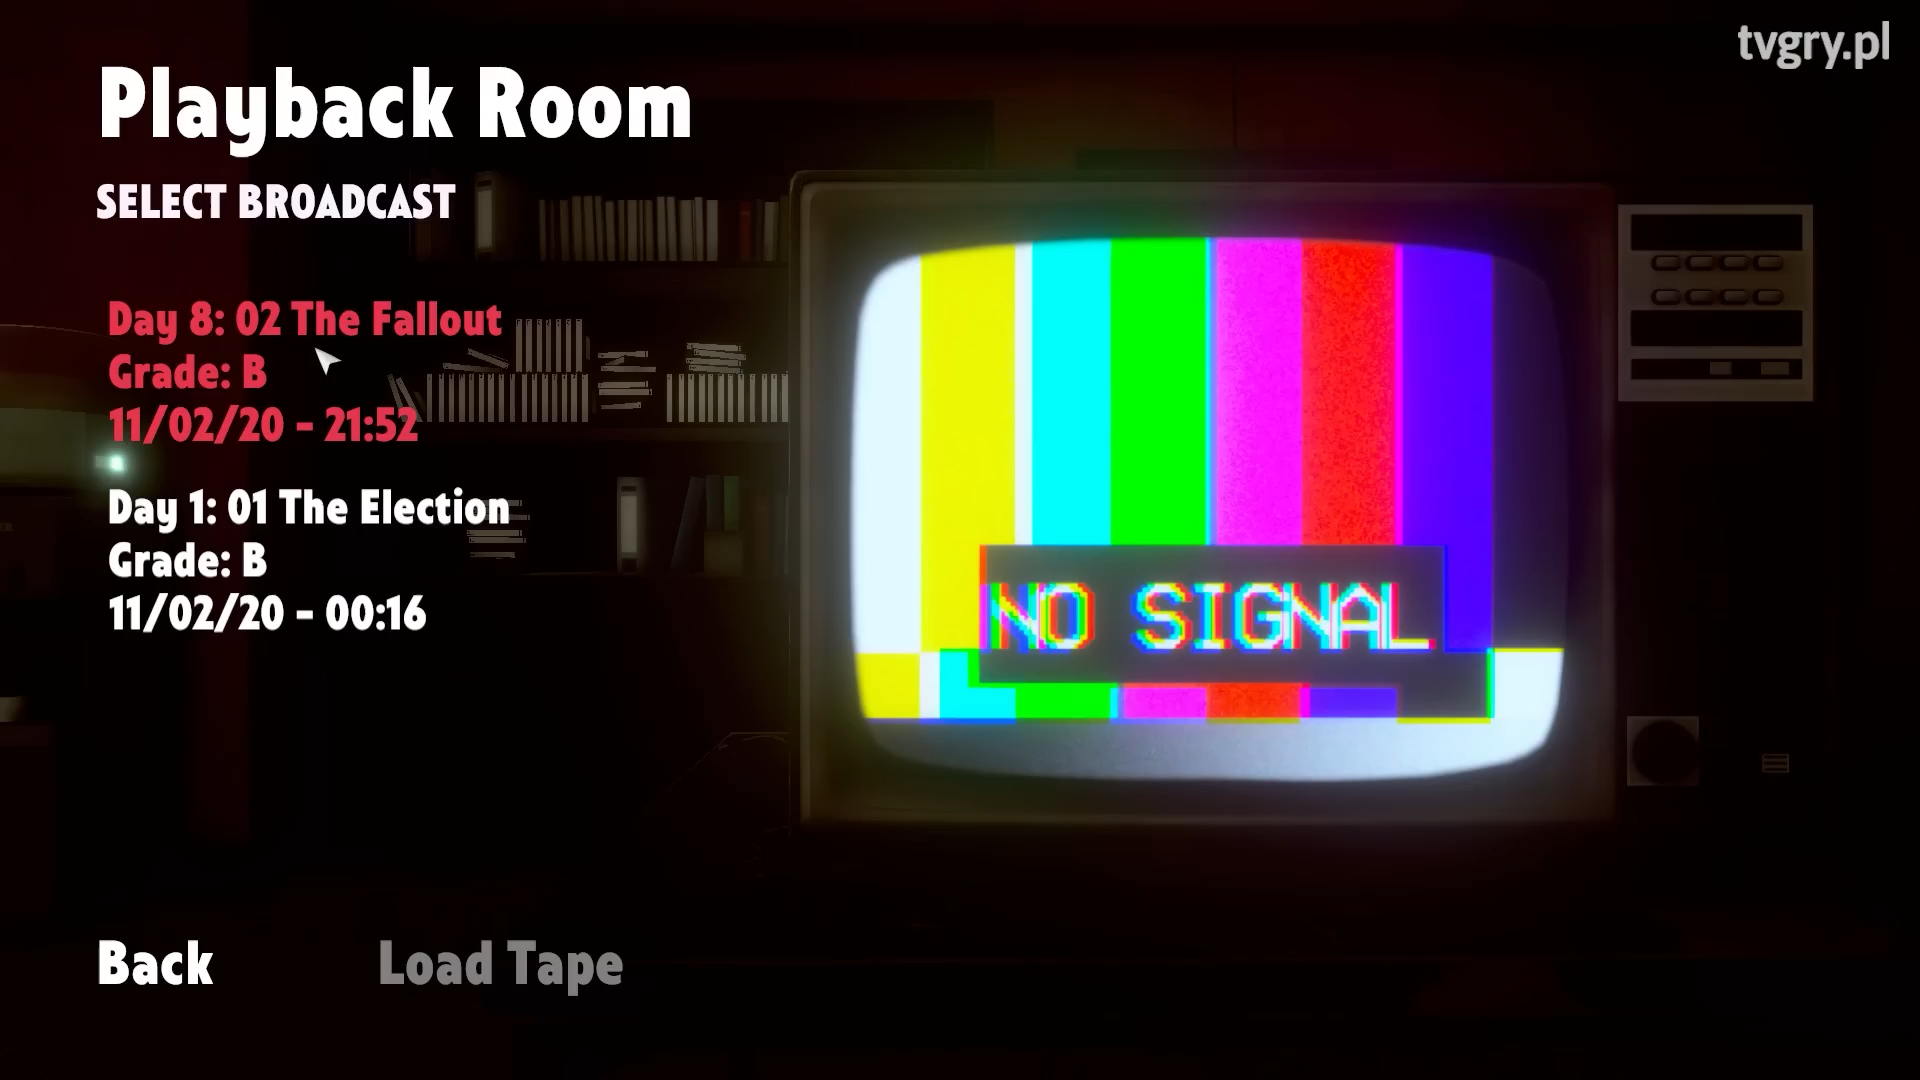 tvgry.pl
Playback Room
SELECT BROADCAST
Day 8: 02 The Fallout
Grade: B
11/02/20 - 21:52
Day 1: 01 The Election
Grade: B
11/02/20 - 00:16
NO SIGNAL
Back
Load Tape